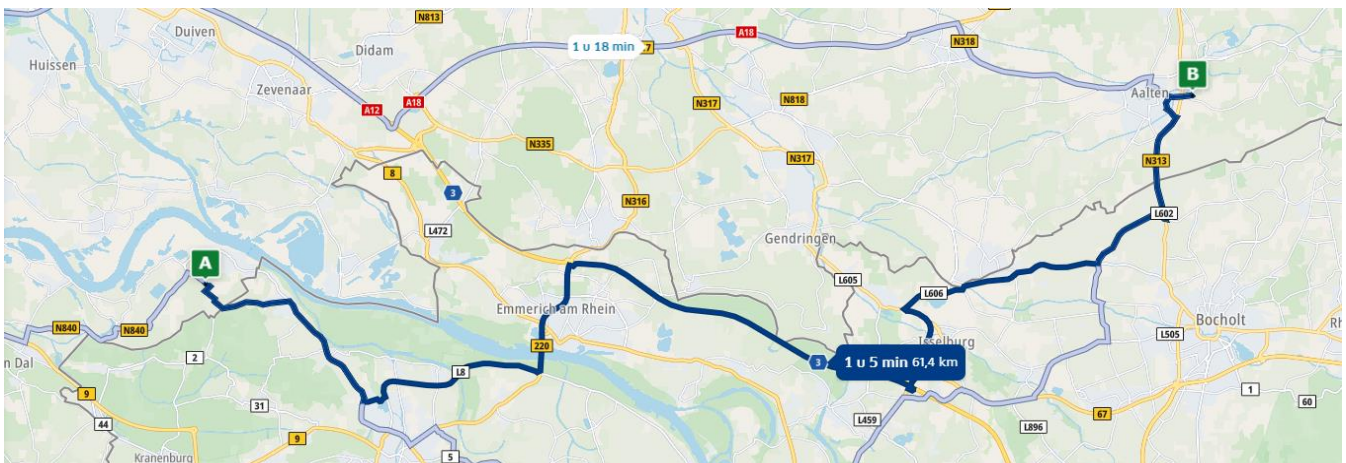 N813
Duiven
Didam
A18
1 u 18 min
N318
Huissen
Zevenaar
A12
A18
N317
N818
Aalten
B
N335
N317
N313
8
3
N316
L602
L472
Gendringen
A
L605
L606
Emmerich am Rhein
N840
N840
220
Isselburg
Bocholt
L505
2
L8
3
1 u 5 min 61,4 km
9
31
1
60
44
9
L459
67
L896
Kranenburg
5